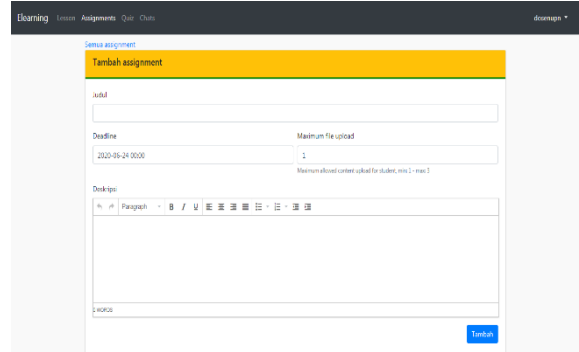 Elearning Lesson Assignments Quiz Chats dosenupn
Semua assignment
Tambah assignment
Judul
Deadline Maximum file upload
2020-06-24 00:00 1
Maximum allowed content upload for student, min 1 - max 3
Deskripsi
Paragraph B I U
Tambah